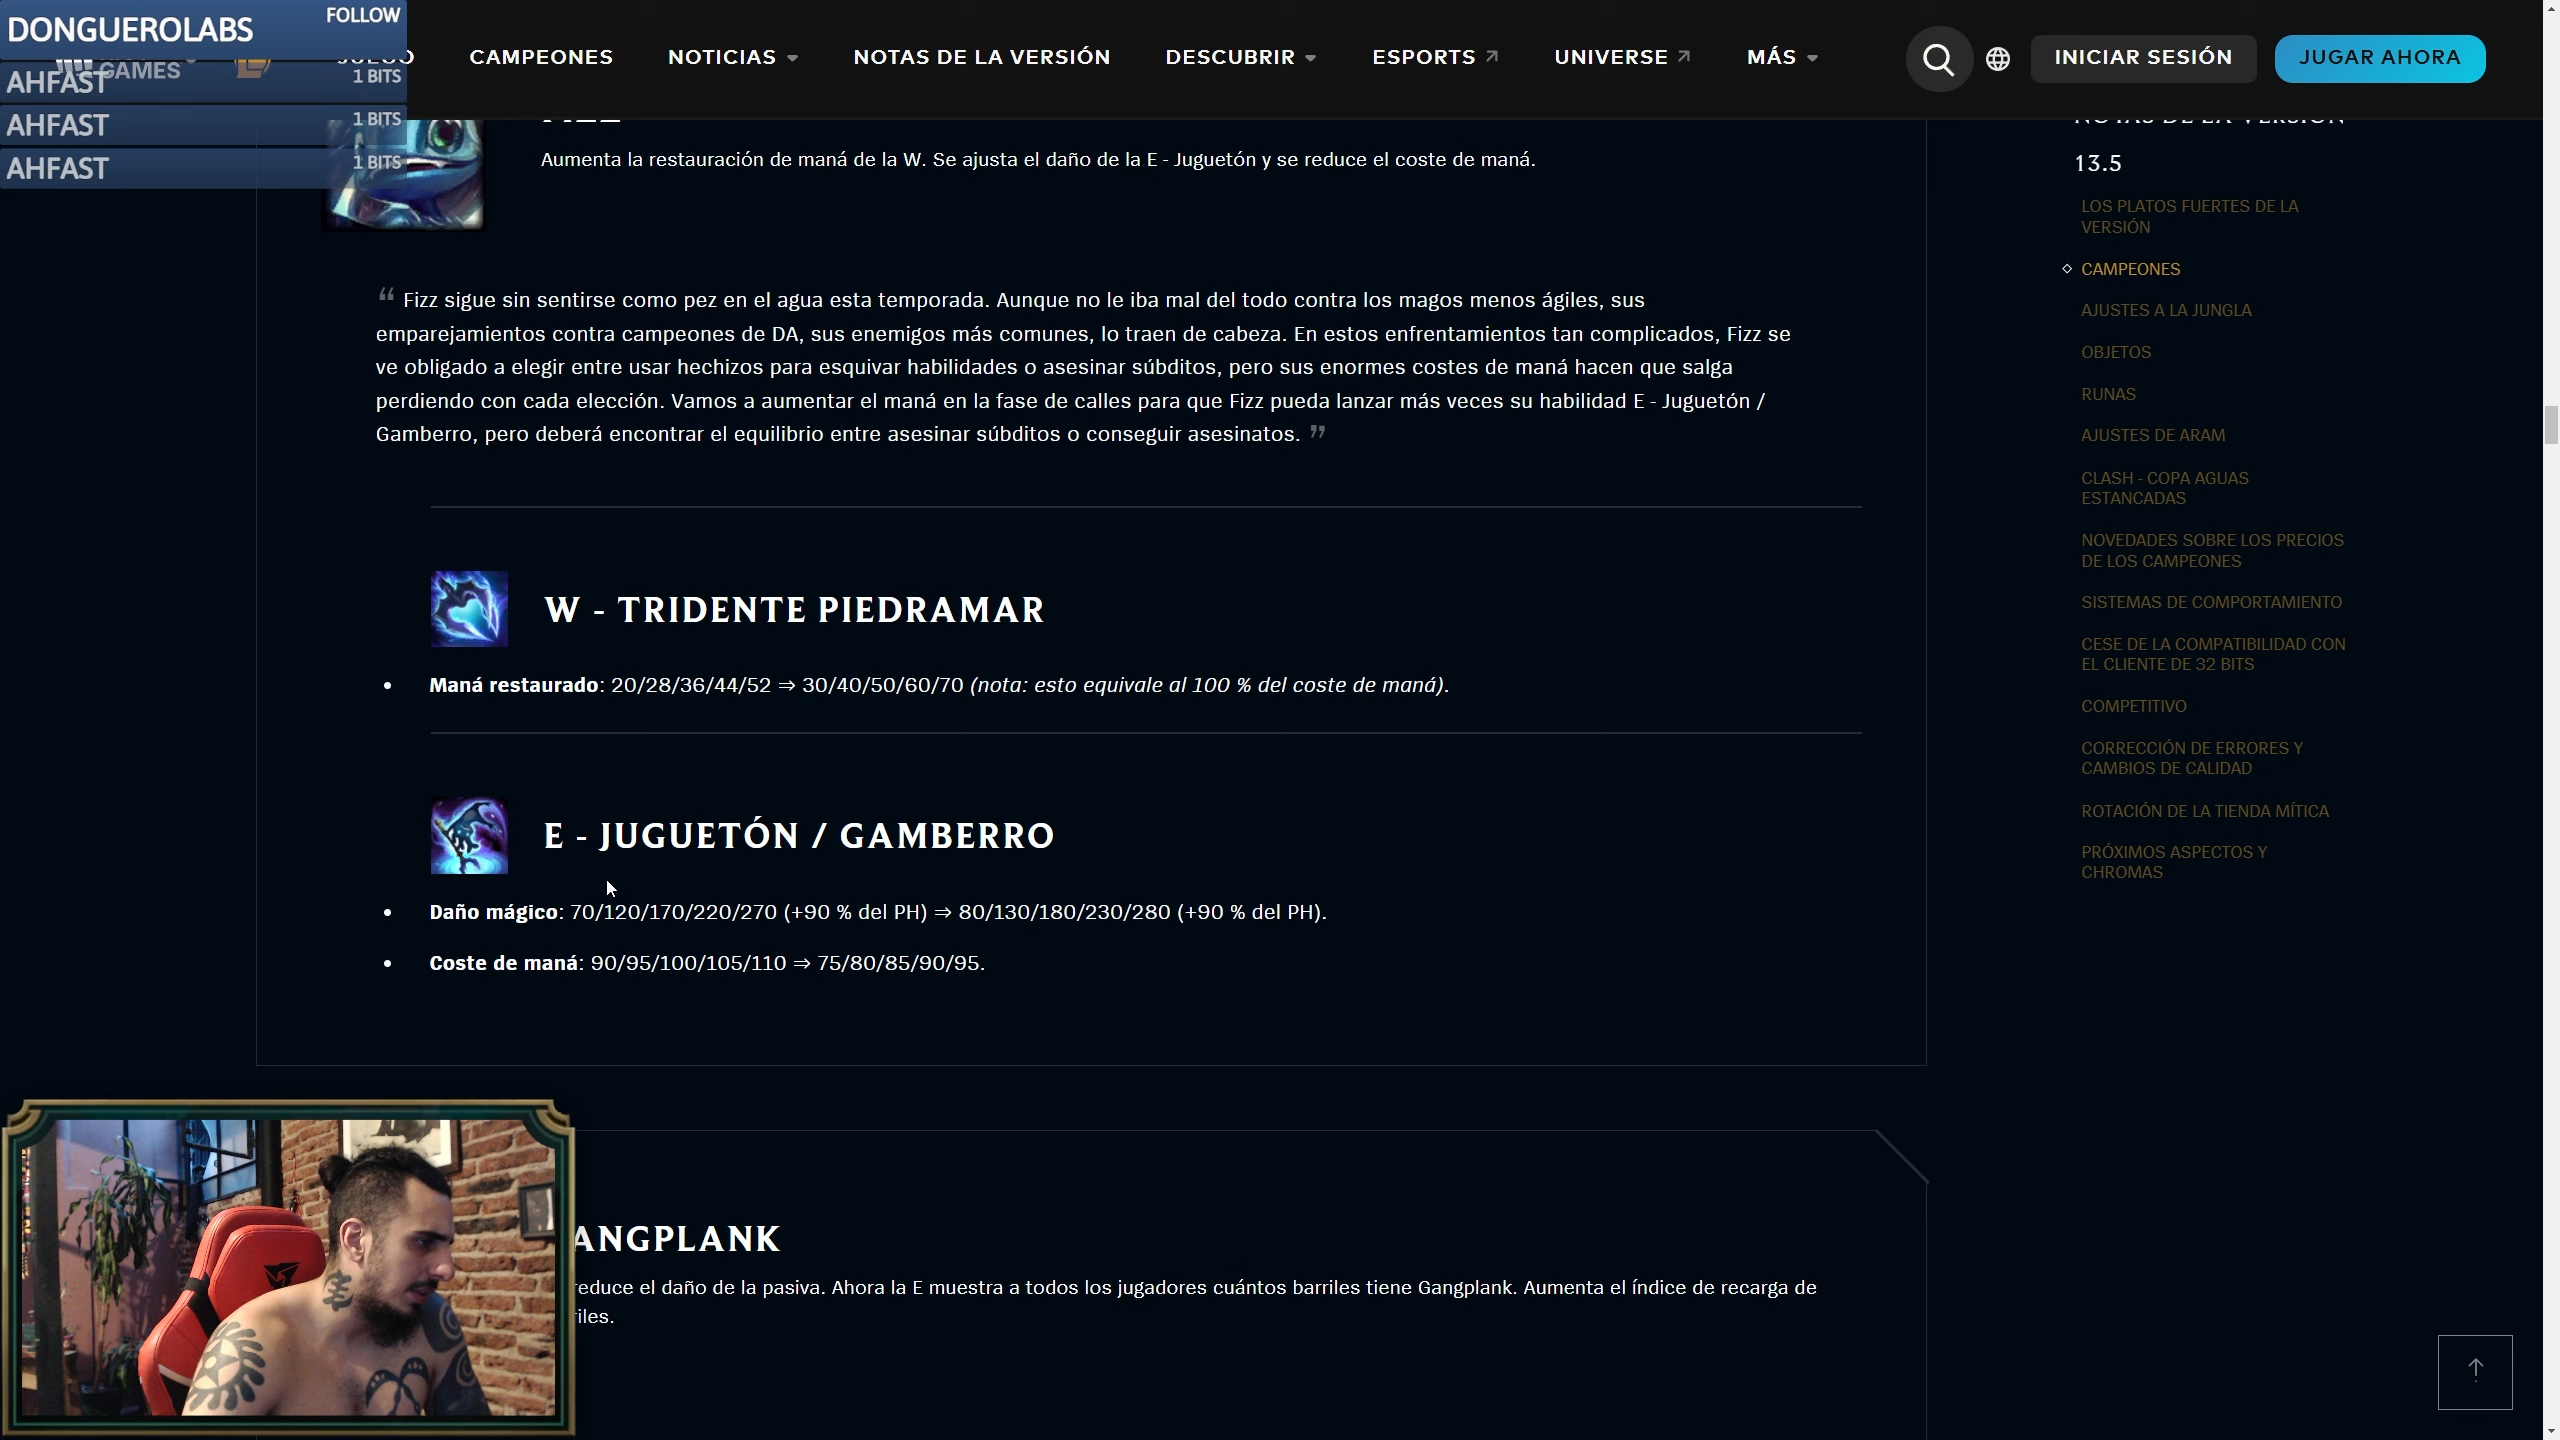 DONGUEROLABS
FOLLOW
AHFAST
1 BITS
AHFAST
1 BITS
AHFAST
1 BITS
GAMES
CAMPEONES
NOTICIAS
NOTAS DE LA VERSIÓN
DESCUBRIR
ESPORTS
UNIVERSE
MÁS
INICIAR SESIÓN
JUGAR AHORA
Aumenta la restauración de maná de la W. Se ajusta el daño de la E - Juguetón y se reduce el coste de maná.
“ Fizz sigue sin sentirse como pez en el agua esta temporada. Aunque no le iba mal del todo contra los magos menos ágiles, sus
emparejamientos contra campeones de DA, sus enemigos más comunes, lo traen de cabeza. En estos enfrentamientos tan complicados, Fizz se
ve obligado a elegir entre usar hechizos para esquivar habilidades o asesinar súbditos, pero sus enormes costes de maná hacen que salga
perdiendo con cada elección. Vamos a aumentar el maná en la fase de calles para que Fizz pueda lanzar más veces su habilidad E - Juguetón /
Gamberro, pero deberá encontrar el equilibrio entre asesinar súbditos o conseguir asesinatos. ”
W - TRIDENTE PIEDRAMAR
• Maná restaurado: 20/28/36/44/52 ⇒ 30/40/50/60/70 (nota: esto equivale al 100 % del coste de maná).
E - JUGUETÓN / GAMBERRO
• Daño mágico: 70/120/170/220/270 (+90 % del PH) ⇒ 80/130/180/230/280 (+90 % del PH).
• Coste de maná: 90/95/100/105/110 ⇒ 75/80/85/90/95.
ANGPLANK
reduce el daño de la pasiva. Ahora la E muestra a todos los jugadores cuántos barriles tiene Gangplank. Aumenta el índice de recarga de
riles.
NOTAS DE LA VERSIÓN
13.5
LOS PLATOS FUERTES DE LA
VERSIÓN
CAMPEONES
AJUSTES A LA JUNGLA
OBJETOS
RUNAS
AJUSTES DE ARAM
CLASH - COPA AGUAS
ESTANCADAS
NOVEDADES SOBRE LOS PRECIOS
DE LOS CAMPEONES
SISTEMAS DE COMPORTAMIENTO
CESE DE LA COMPATIBILIDAD CON
EL CLIENTE DE 32 BITS
COMPETITIVO
CORRECCIÓN DE ERRORES Y
CAMBIOS DE CALIDAD
ROTACIÓN DE LA TIENDA MÍTICA
PRÓXIMOS ASPECTOS Y
CHROMAS